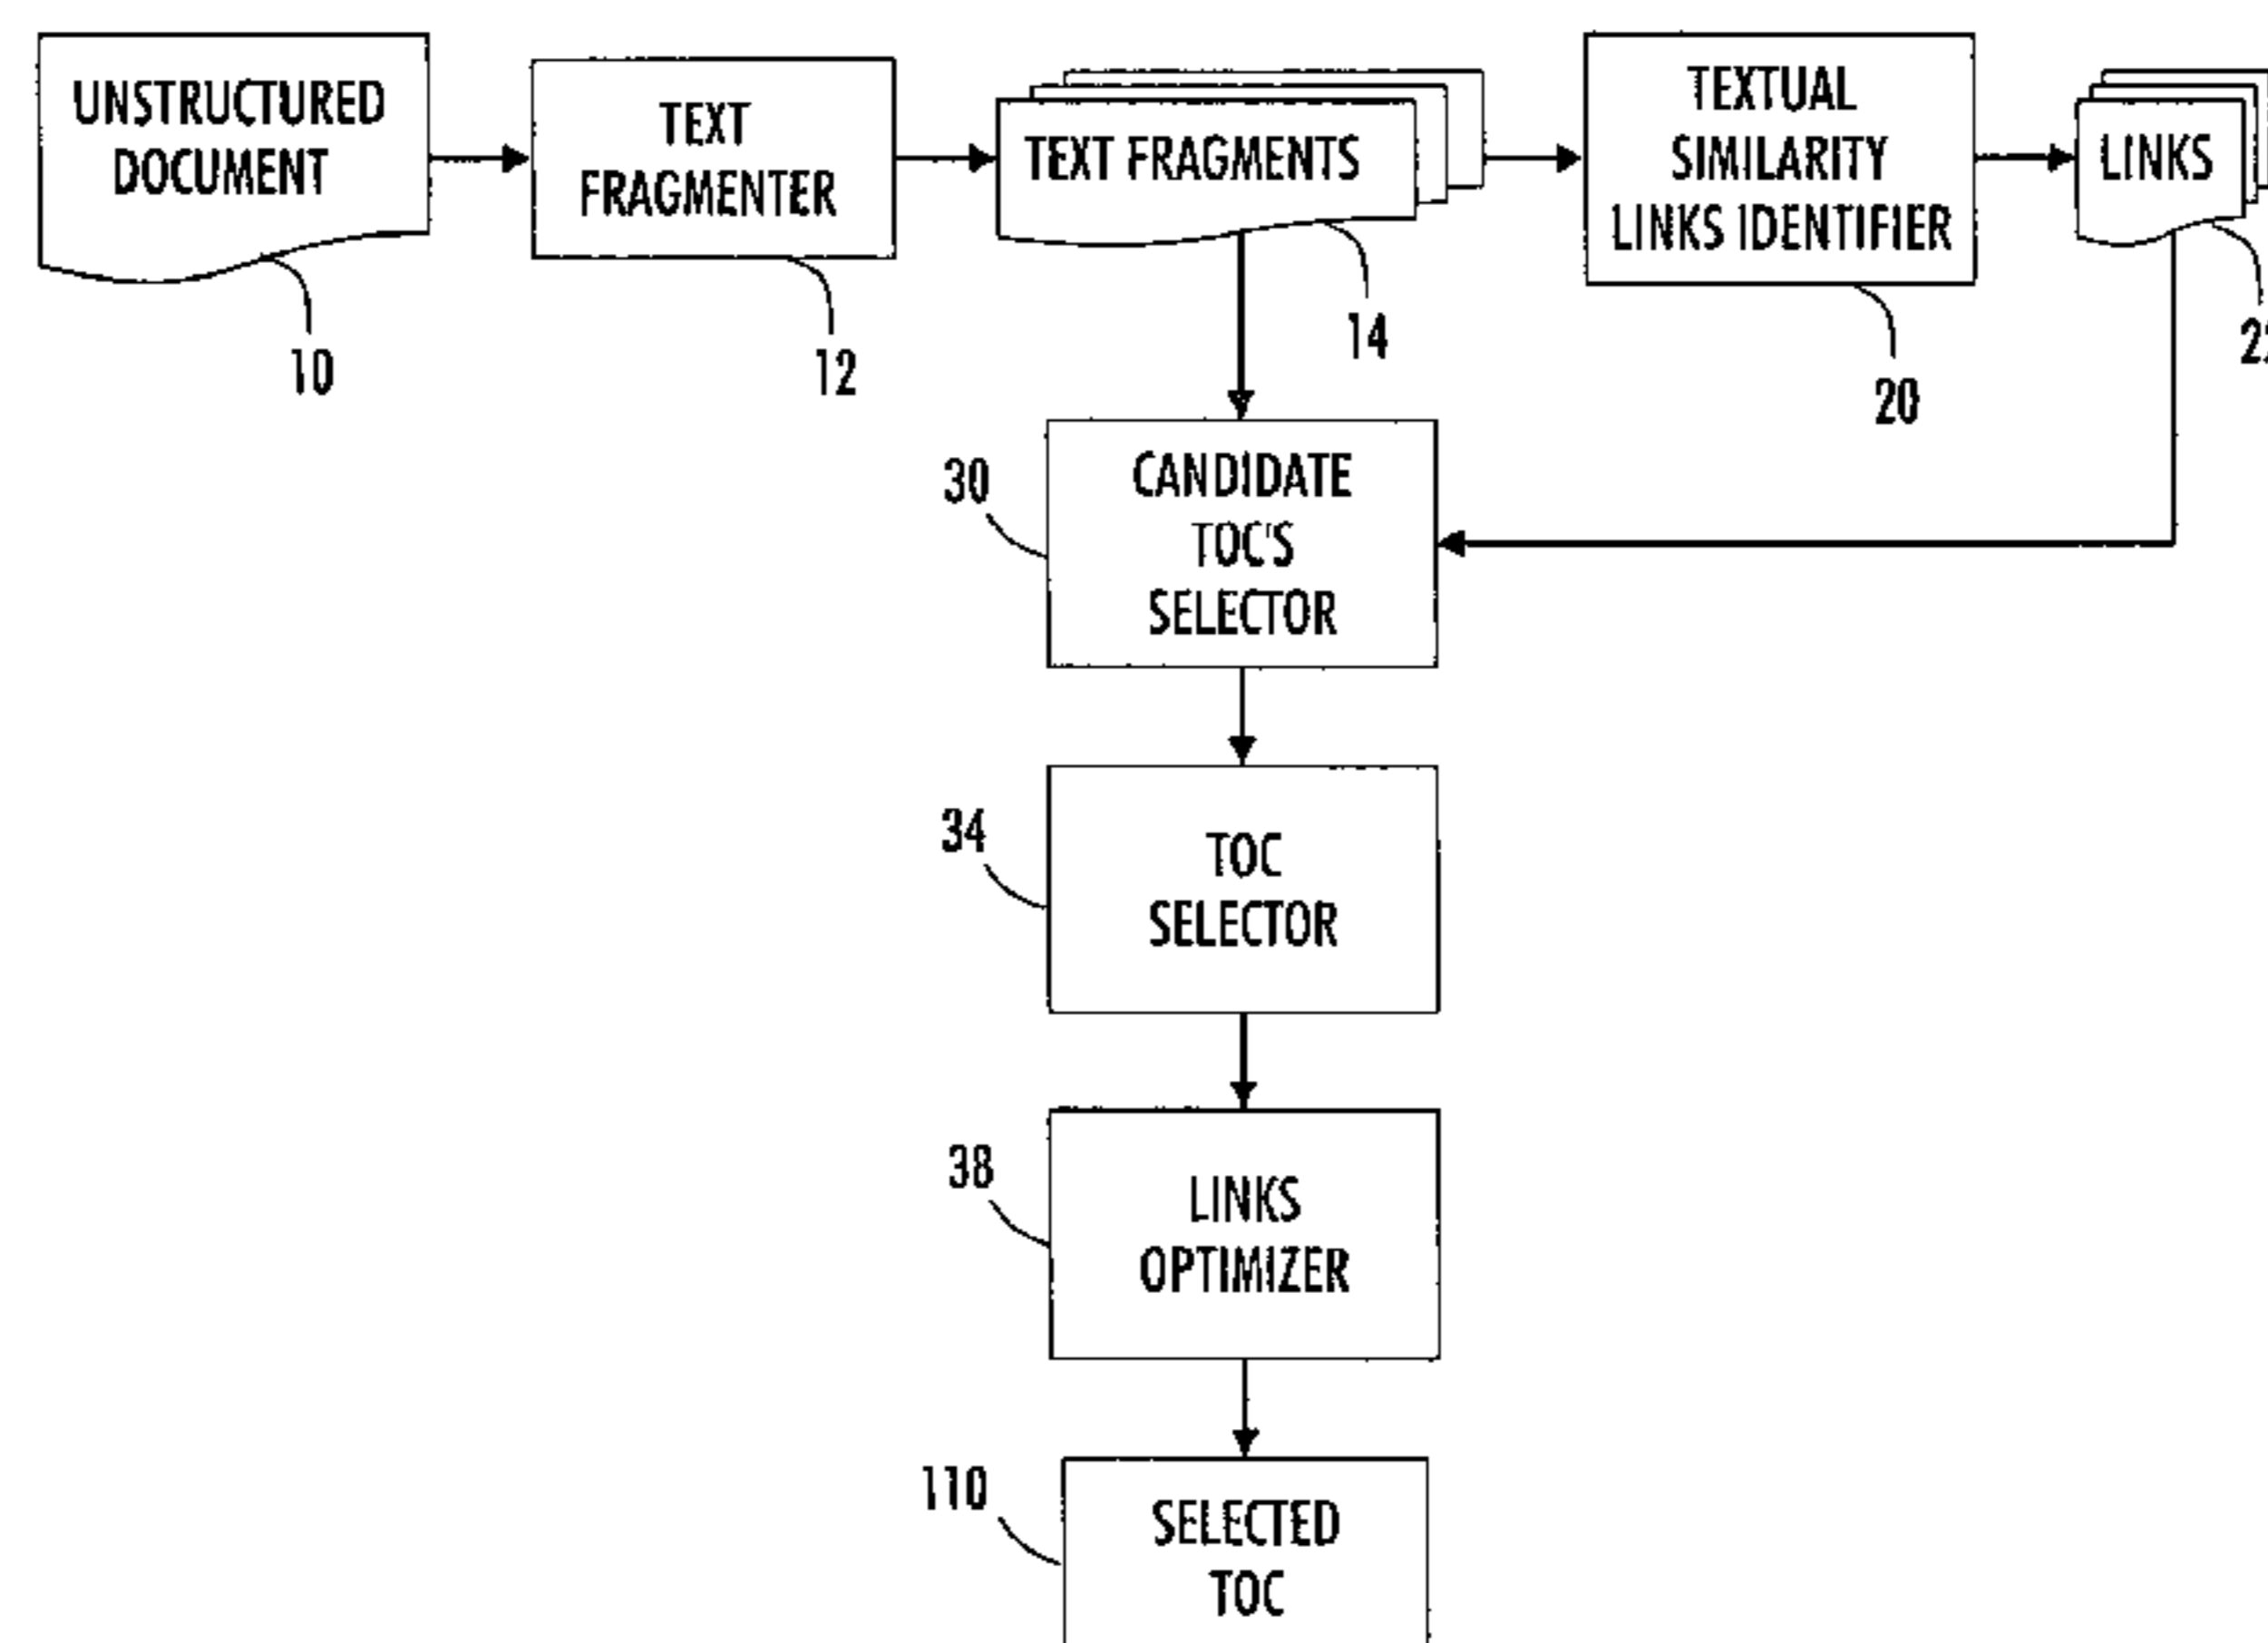 UNSTRUCTURED
DOCUMENT
10
TEXT
FRAGMENTER
12
TEXT FRAGMENTS
14
TEXTUAL
SIMILARITY
LINKS IDENTIFIER
20
LINKS
30
CANDIDATE
TOC'S
SELECTOR
34
TOC
SELECTOR
38
LINKS
OPTIMIZER
110
SELECTED
TOC